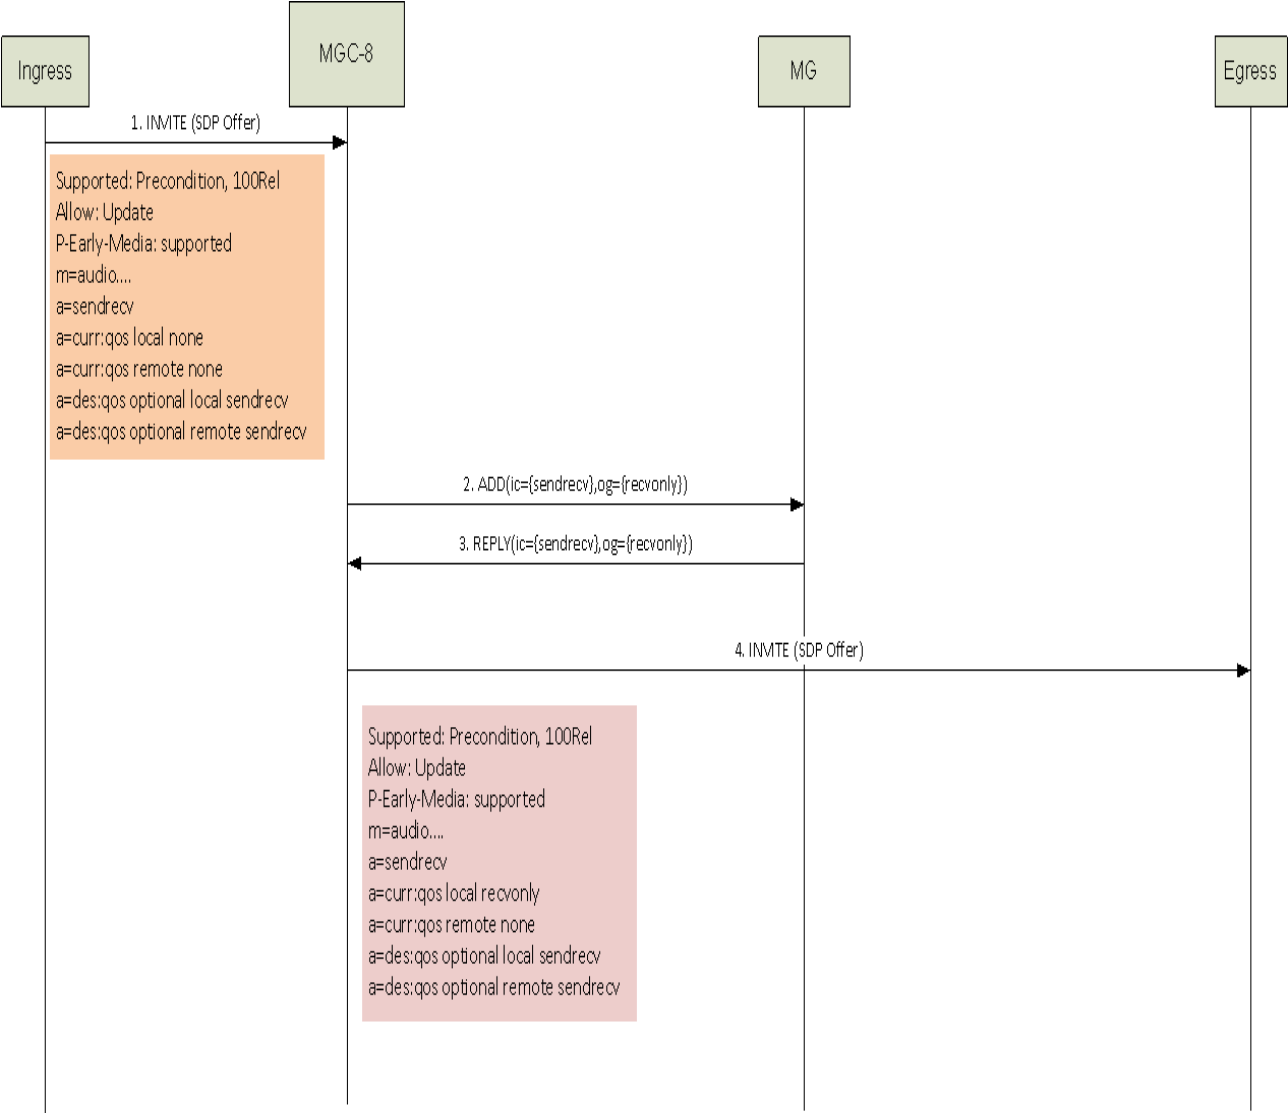 Ingress
MGC-8
MG
Egress
1. INVITE (SDP Offer)
Supported: Precondition, 100Rel
Allow: Update
P-Early-Media: supported
m=audio....
a=sendrecv
a=curr:qos local none
a=curr:qos remote none
a=des:qos optional local sendrecv
a=des:qos optional remote sendrecv
2. ADD(ic={sendrecv},og={recvonly})
3. REPLY(ic={sendrecv},og={recvonly})
4. INVITE (SDP Offer)
Supported: Precondition, 100Rel
Allow: Update
P-Early-Media: supported
m=audio....
a=sendrecv
a=curr:qos local recvonly
a=curr:qos remote none
a=des:qos optional local sendrecv
a=des:qos optional remote sendrecv